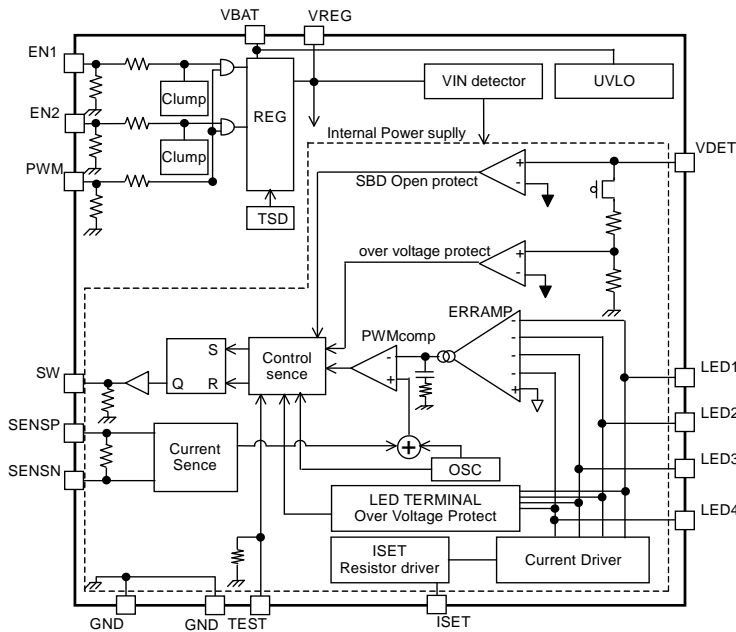 VBAT
VREG
EN1
Clump
REG
VIN detector
UVLO
EN2
Clump
Internal Power suplly
PWM
VDET
+
-
SBD Open protect
TSD
over voltage protect
+
-
ERRAMP
PWMcomp
-
-
-
-
+
-
+
S
Q
R
Control
sence
SW
LED1
SENSP
LED2
Current
Sence
+
OSC
SENSN
LED3
LED TERMINAL
Over Voltage Protect
LED4
ISET
Resistor driver
Current Driver
GND
GND
TEST
ISET